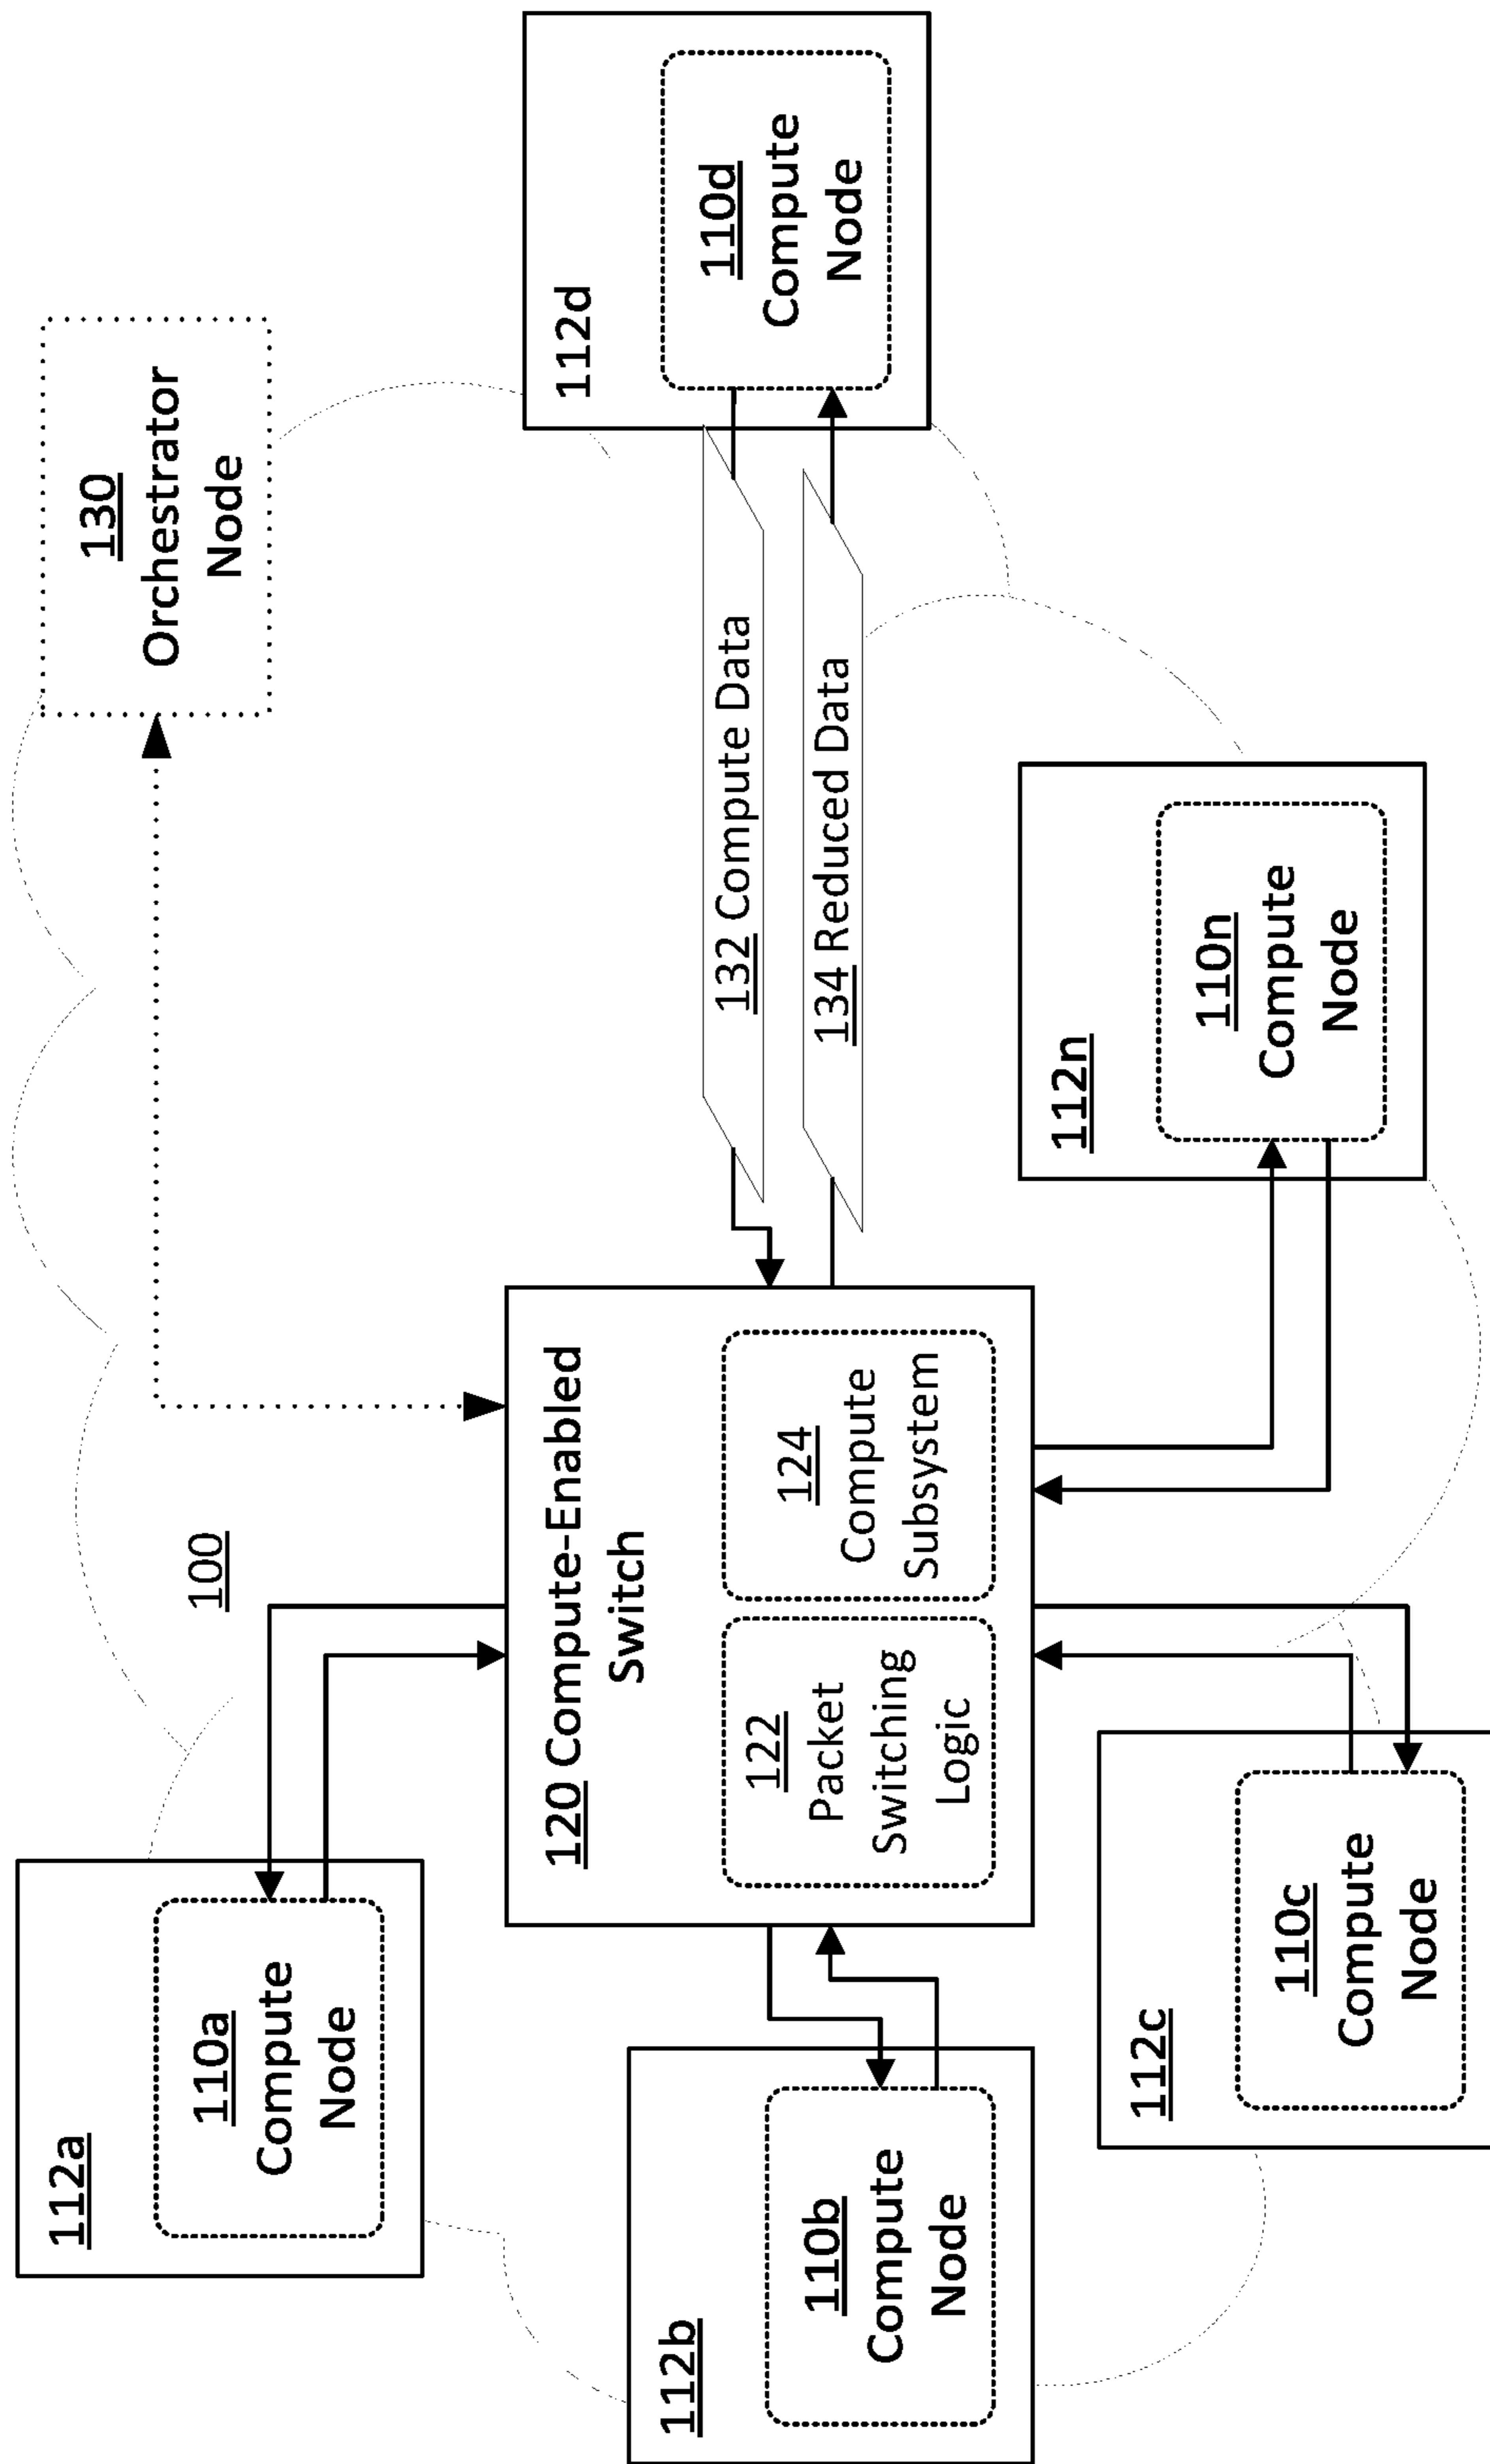 112a
110a
Compute
Node
100
130
Orchestrator
Node
112b
110b
Compute
Node
120 Compute-Enabled
Switch
122
Packet
Switching
Logic
124
Compute
Subsystem
132 Compute Data
134 Reduced Data
112d
110d
Compute
Node
112c
110c
Compute
Node
112n
110n
Compute
Node